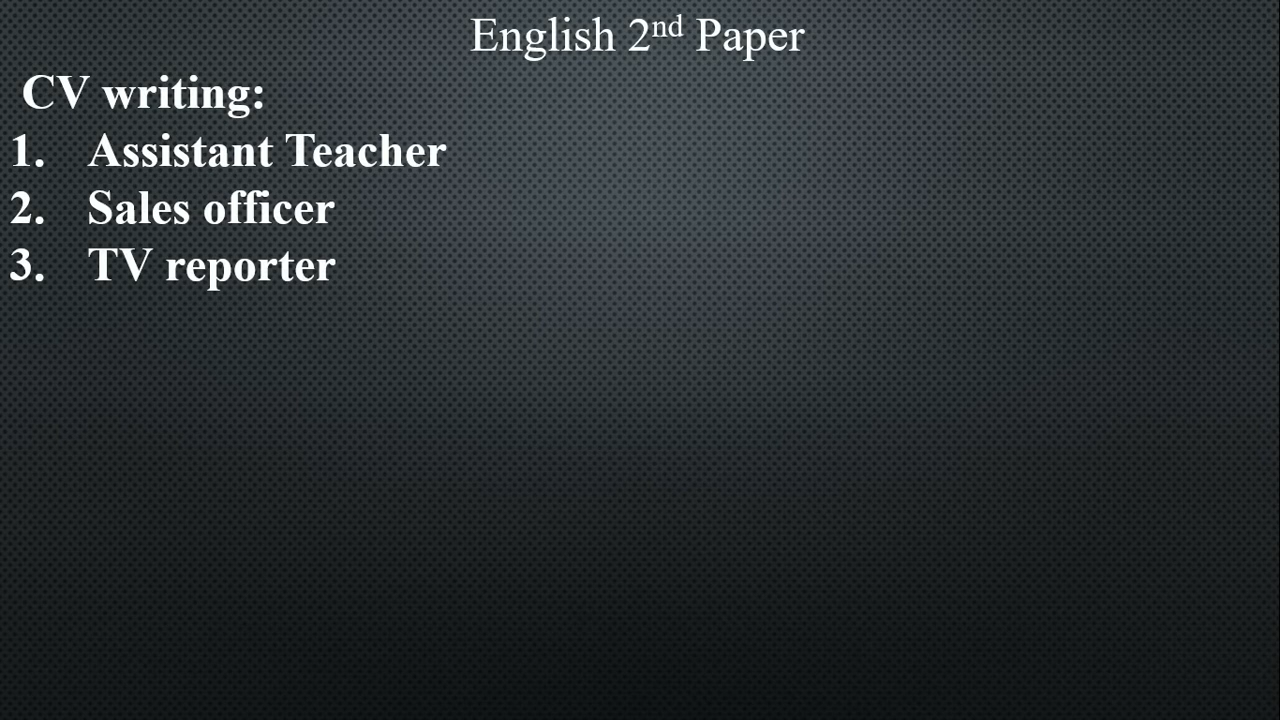 English 2nd Paper
CV writing:
1. Assistant Teacher
2. Sales officer
3. TV reporter